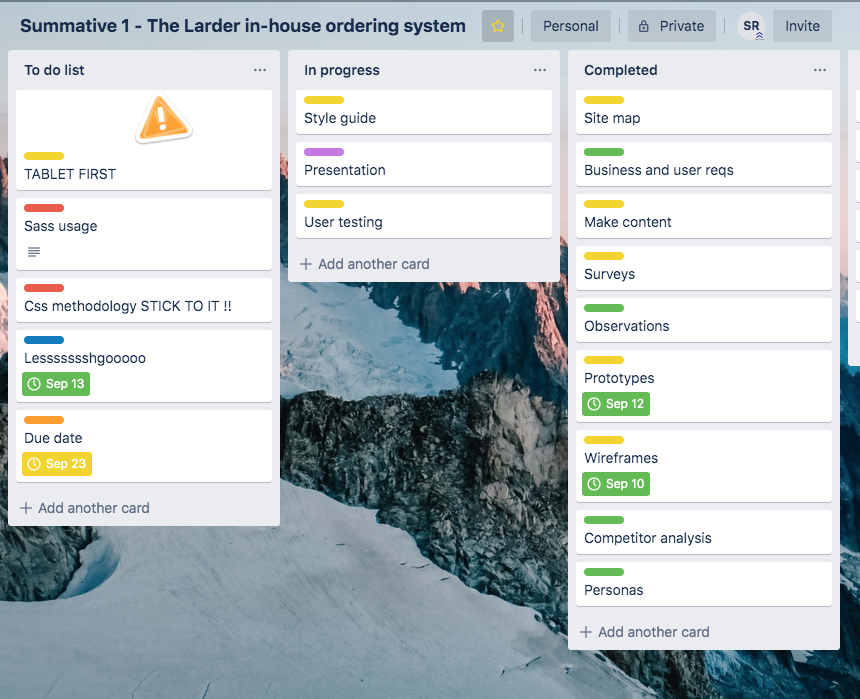 Summative 1 - The Larder in-house ordering system
Personal
Private
SR
Invite
To do list
TABLET FIRST
Sass usage
Css methodology STICK TO IT !!
Lessssssshgooooo
Sep 13
Due date
Sep 23
+ Add another card
In progress
Style guide
Presentation
User testing
+ Add another card
Completed
Site map
Business and user reqs
Make content
Surveys
Observations
Prototypes
Sep 12
Wireframes
Sep 10
Competitor analysis
Personas
+ Add another card